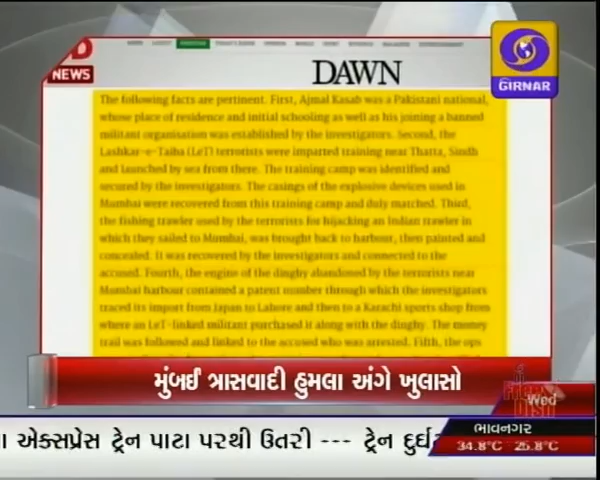 NEWS
DAWN
GIRNAR
The following facts are pertinent. First, Ajmal Kasab was a Pakistani national,
whose place of residence and initial schooling as well as his joining a banned
militant organisation was established by the investigators. Second, the
Lashkar-e-Taiba (LeT) terrorists were imparted training near Thatta, Sindh
and launched by sea from there. The training camp was identified and
secured by the investigators. The casings of the explosive devices used in
Mumbai were recovered from this training camp and duly matched. Third,
the fishing trawler used by the terrorists for hijacking an Indian trawler in
which they sailed to Mumbai, was brought back to harbour, then painted and
concealed. It was recovered by the investigators and connected to the
accused. Fourth, the engine of the dinghy abandoned by the terrorists near
Mumbai harbour contained a patent number through which the investigators
traced its import from Japan to Lahore and then to a Karachi sports shop from
where an LeT-linked militant purchased it along with the dinghy. The money
trail was followed and linked to the accused who was arrested. Fifth, the ops
મુંબઈ ત્રાસવાદી હુમલા અંગે ખુલાસો
Wed
ા એક્સપ્રેસ ટ્રેન પાટા પરથી ઉતરી --- ટ્રેન દુર્ઘ
ભાવનગર
34.8°C 25.8°C